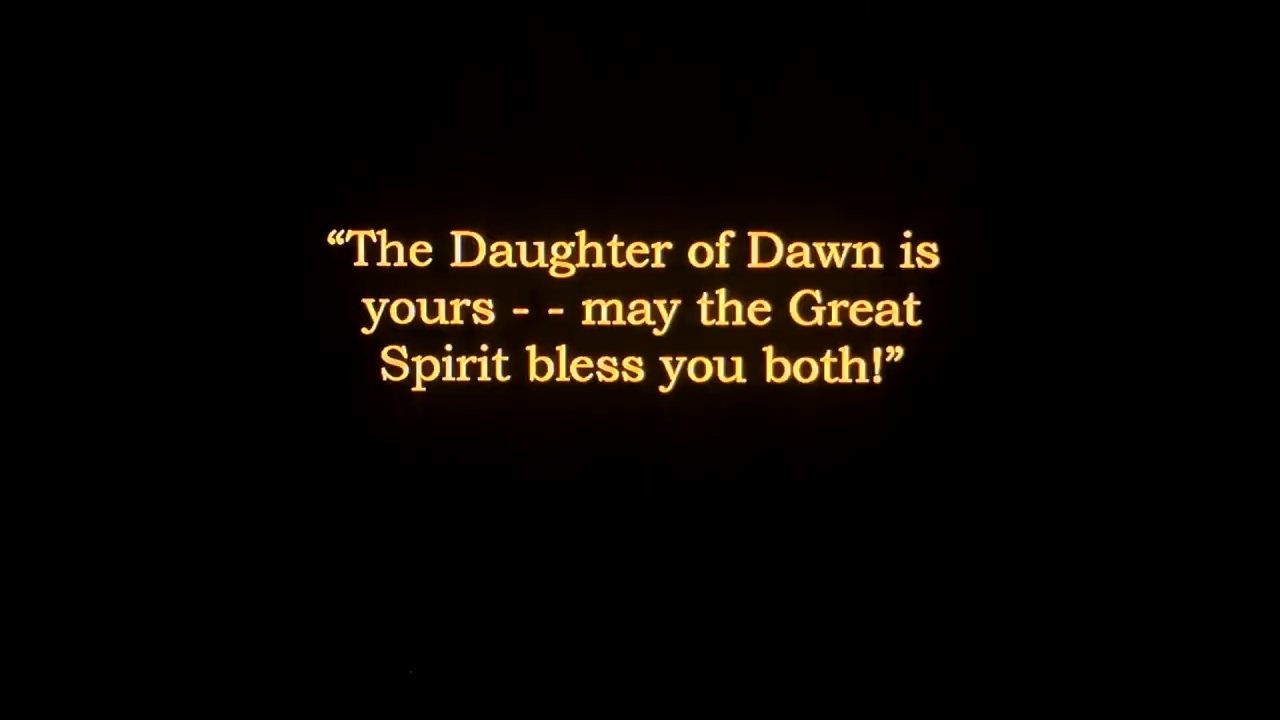 “The Daughter of Dawn is
yours - - may the Great
Spirit bless you both!”